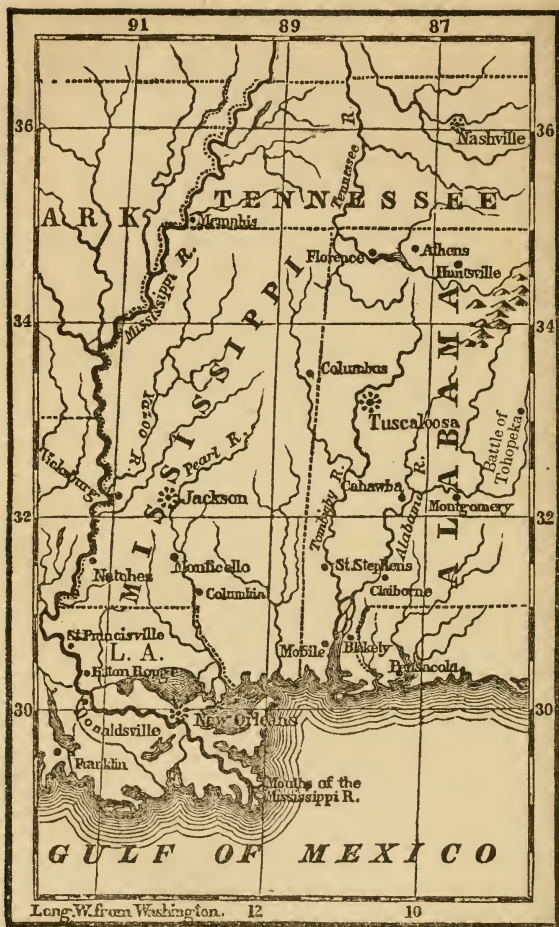 91 89 87
36 36
Nashville
Tennessee R.
TENNESSEE
ARK
Memphis
Florence
Athens
Huntsville
Mississippi R.
34 34
MISSISSIPPI
ALABAMA
Columbus
Yazoo R.
Tuscaloosa
Battle of
Tohopeka
Pearl R.
Vicksburg
Jackson
Cahawba
Alabama R.
Montgomery
32 32
Tombigby R.
Natches
Monticello
St. Stephens
Columbia
Claiborne
St. Francisville
L. A.
Mobile
Blakely
Baton Rouge
Pensacola
30 30
Donaldsville
New Orleans
Franklin
Mouths of the
Mississippi R.
GULF OF MEXICO
Long. W. from Washington. 12 10